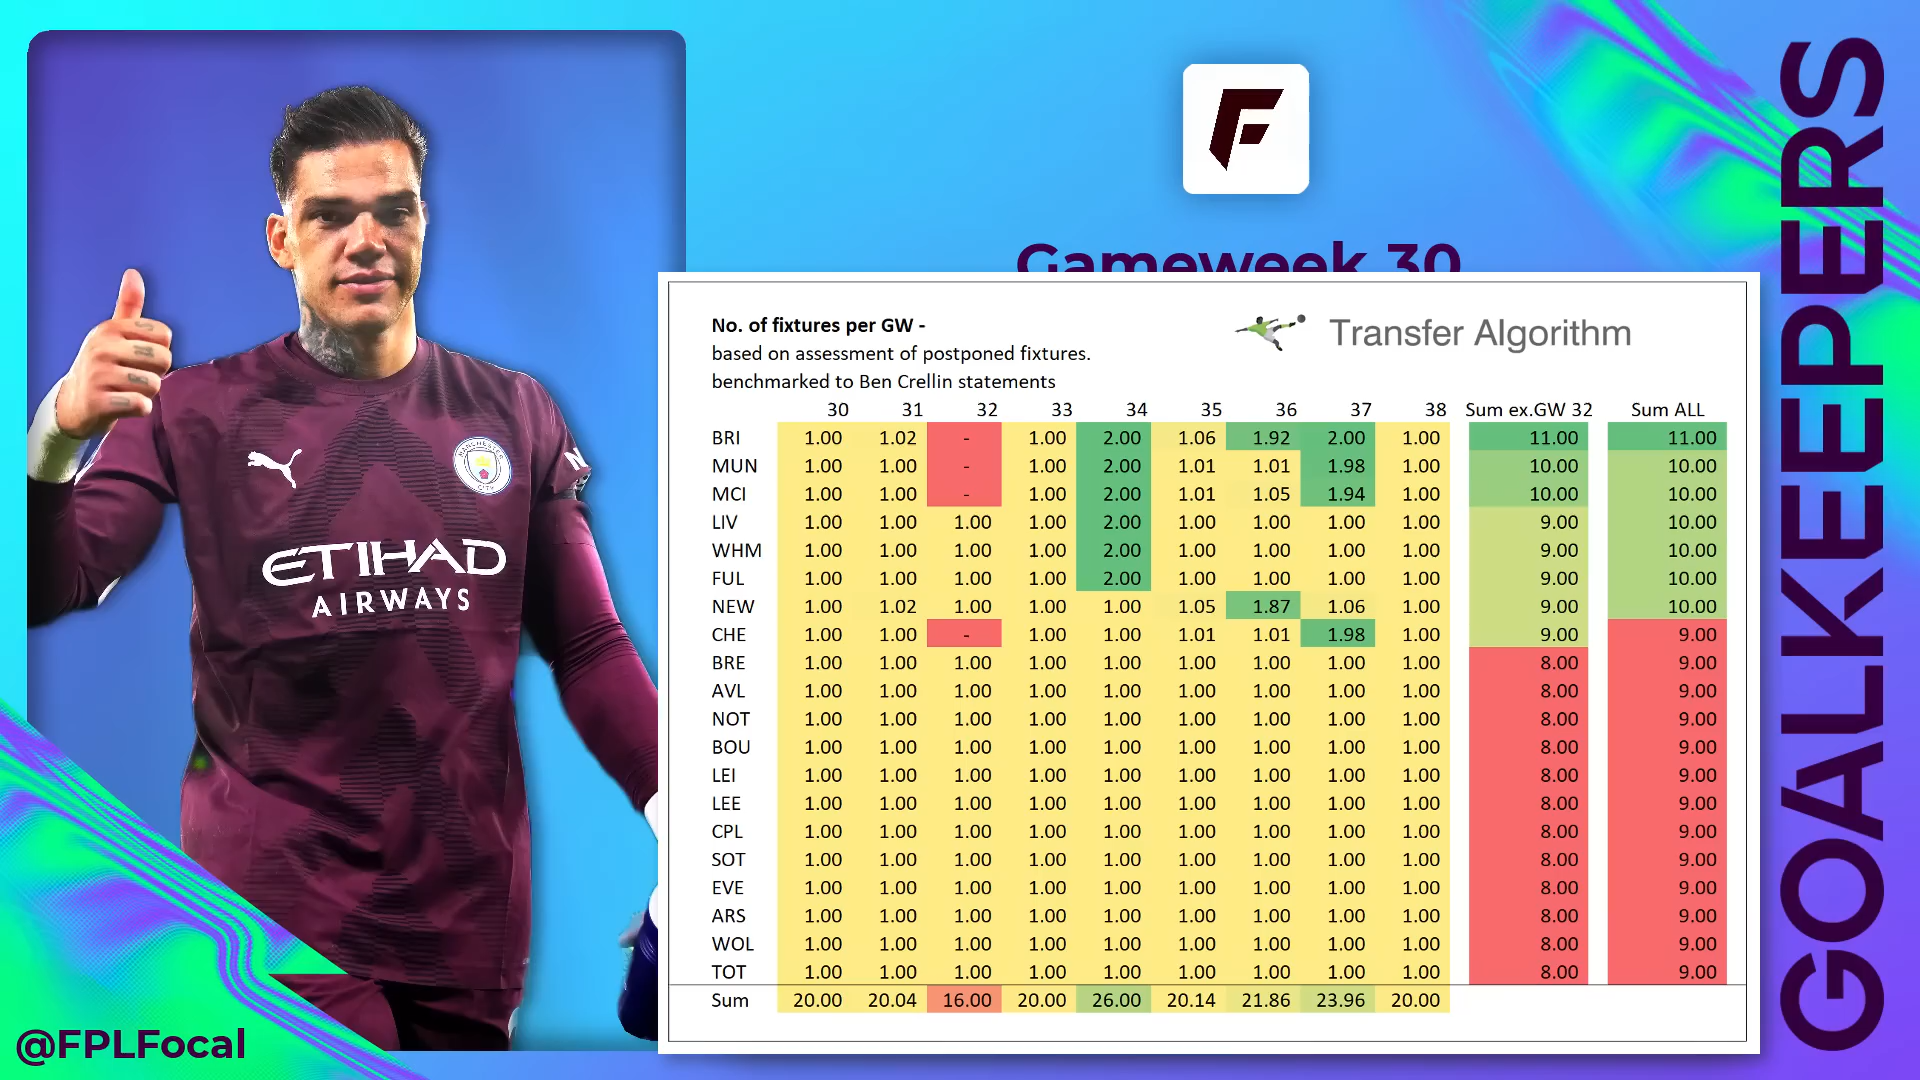 Gameweek 30
No. of fixtures per GW -
based on assessment of postponed fixtures.
benchmarked to Ben Crellin statements
Transfer Algorithm
30 31 32 33 34 35 36 37 38 Sum ex.GW 32 Sum ALL
BRI 1.00 1.02 - 1.00 2.00 1.06 1.92 2.00 1.00 11.00 11.00
MUN 1.00 1.00 - 1.00 2.00 1.01 1.01 1.98 1.00 10.00 10.00
MCI 1.00 1.00 - 1.00 2.00 1.01 1.05 1.94 1.00 10.00 10.00
LIV 1.00 1.00 1.00 1.00 2.00 1.00 1.00 1.00 1.00 9.00 10.00
WHM 1.00 1.00 1.00 1.00 2.00 1.00 1.00 1.00 1.00 9.00 10.00
FUL 1.00 1.00 1.00 1.00 2.00 1.00 1.00 1.00 1.00 9.00 10.00
NEW 1.00 1.02 1.00 1.00 1.00 1.05 1.87 1.06 1.00 9.00 10.00
CHE 1.00 1.00 - 1.00 1.00 1.01 1.01 1.98 1.00 9.00 9.00
BRE 1.00 1.00 1.00 1.00 1.00 1.00 1.00 1.00 1.00 8.00 9.00
AVL 1.00 1.00 1.00 1.00 1.00 1.00 1.00 1.00 1.00 8.00 9.00
NOT 1.00 1.00 1.00 1.00 1.00 1.00 1.00 1.00 1.00 8.00 9.00
BOU 1.00 1.00 1.00 1.00 1.00 1.00 1.00 1.00 1.00 8.00 9.00
LEI 1.00 1.00 1.00 1.00 1.00 1.00 1.00 1.00 1.00 8.00 9.00
LEE 1.00 1.00 1.00 1.00 1.00 1.00 1.00 1.00 1.00 8.00 9.00
CPL 1.00 1.00 1.00 1.00 1.00 1.00 1.00 1.00 1.00 8.00 9.00
SOT 1.00 1.00 1.00 1.00 1.00 1.00 1.00 1.00 1.00 8.00 9.00
EVE 1.00 1.00 1.00 1.00 1.00 1.00 1.00 1.00 1.00 8.00 9.00
ARS 1.00 1.00 1.00 1.00 1.00 1.00 1.00 1.00 1.00 8.00 9.00
WOL 1.00 1.00 1.00 1.00 1.00 1.00 1.00 1.00 1.00 8.00 9.00
TOT 1.00 1.00 1.00 1.00 1.00 1.00 1.00 1.00 1.00 8.00 9.00
Sum 20.00 20.04 16.00 20.00 26.00 20.14 21.86 23.96 20.00
GOALKEEPERS
MANCHESTER
CITY
ETIHAD
AIRWAYS
@FPLFocal